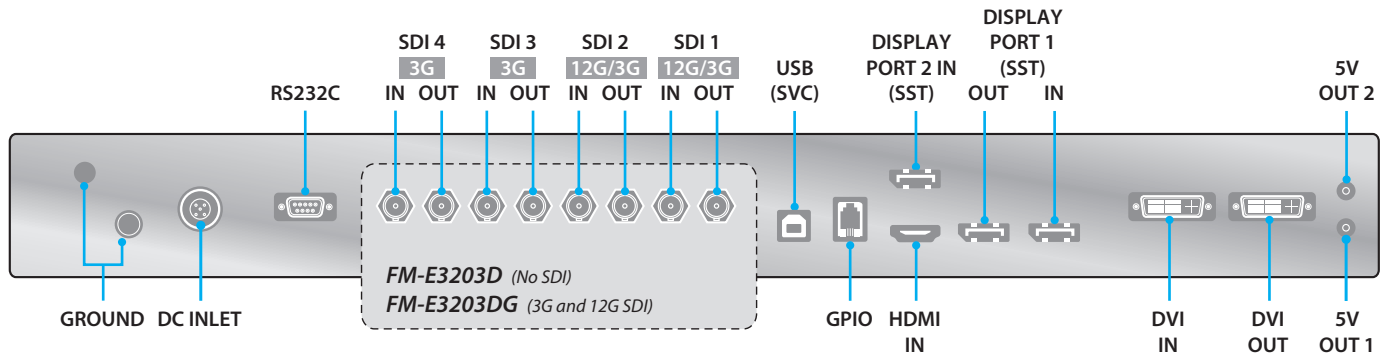 DISPLAY
SDI 4 SDI 3 SDI 2 SDI 1 DISPLAY PORT 1
3G 3G 12G/3G 12G/3G USB PORT 2 IN (SST) 5V
RS232C IN OUT IN OUT IN OUT IN OUT (SVC) (SST) OUT IN OUT 2
FM-E3203D (No SDI)
FM-E3203DG (3G and 12G SDI)
GROUND DC INLET GPIO HDMI DVI DVI 5V
IN IN OUT OUT 1